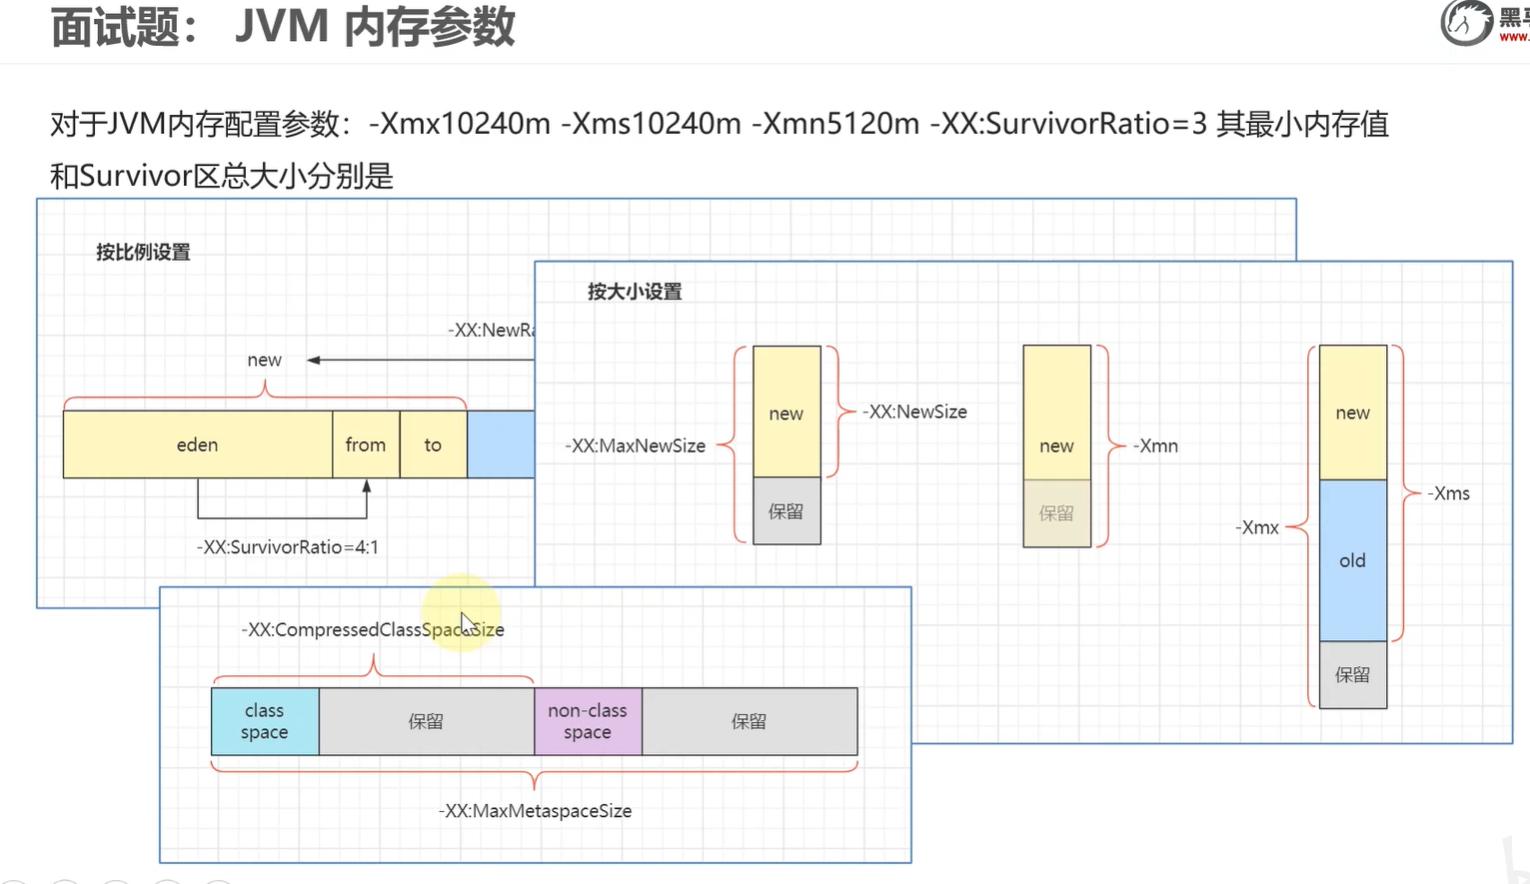 面试题： JVM 内存参数
黑
www.
对于JVM内存配置参数：-Xmx10240m -Xms10240m -Xmn5120m -XX:SurvivorRatio=3 其最小内存值
和Survivor区总大小分别是
按比例设置
-XX:NewRa
new
eden
from
to
-XX:SurvivorRatio=4:1
按大小设置
-XX:MaxNewSize
new
保留
-XX:NewSize
new
保留
-Xmn
-Xmx
new
old
保留
-Xms
-XX:CompressedClassSpaceSize
class
space
保留
non-class
space
保留
-XX:MaxMetaspaceSize